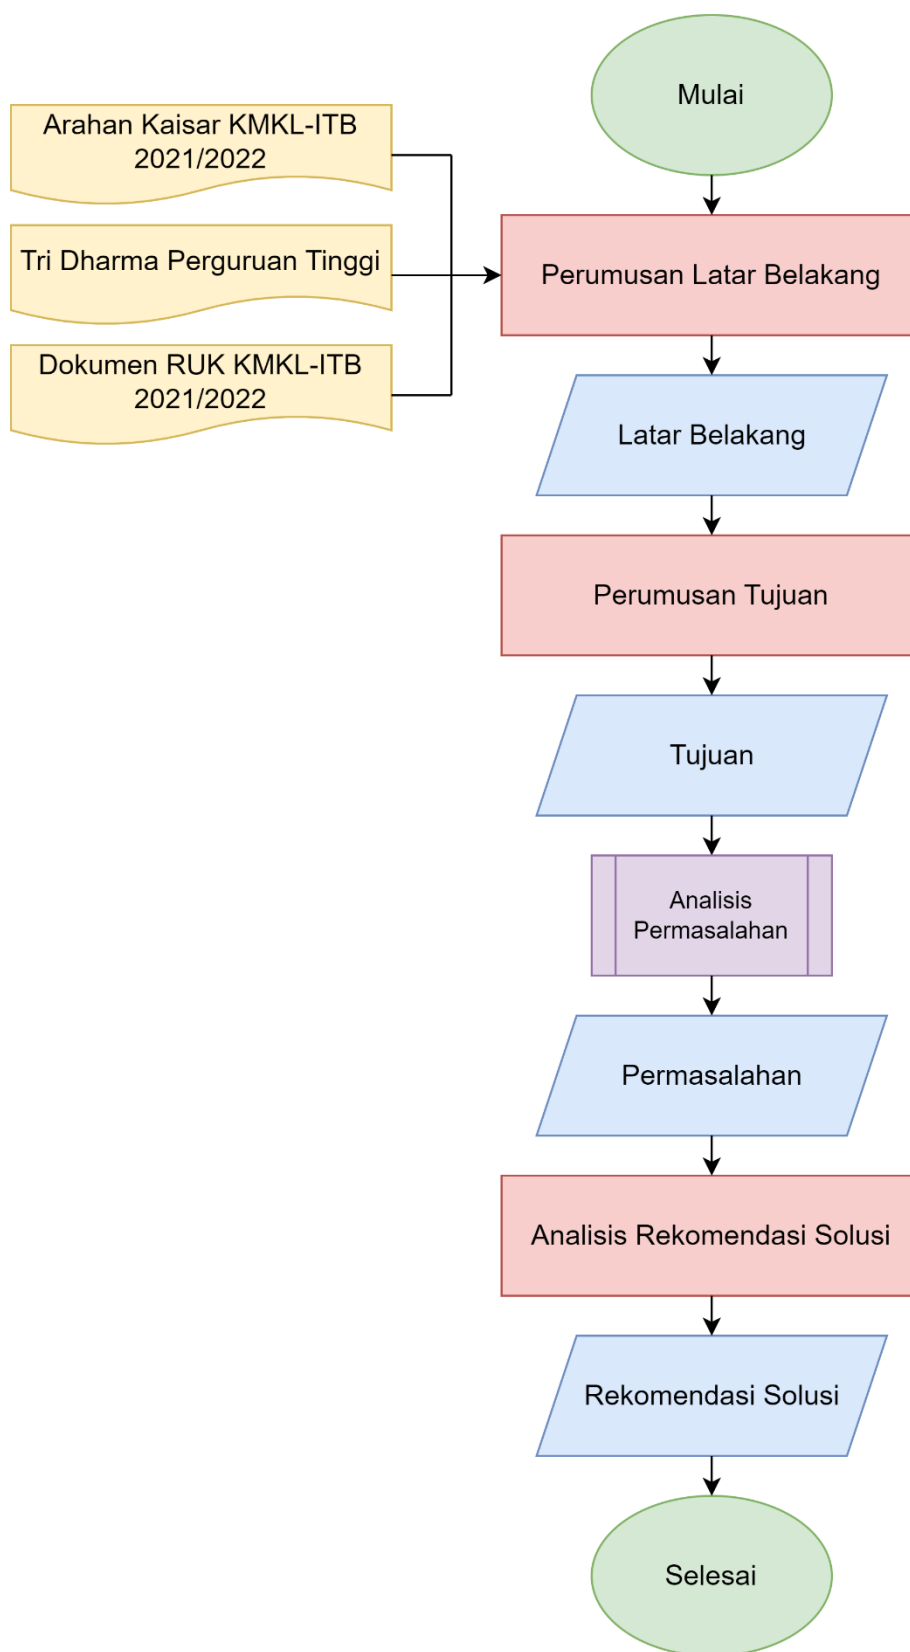 Mulai
Arahan Kaisar KMKL-ITB
2021/2022
Tri Dharma Perguruan Tinggi
Dokumen RUK KMKL-ITB
2021/2022
Perumusan Latar Belakang
Latar Belakang
Perumusan Tujuan
Tujuan
Analisis
Permasalahan
Permasalahan
Analisis Rekomendasi Solusi
Rekomendasi Solusi
Selesai